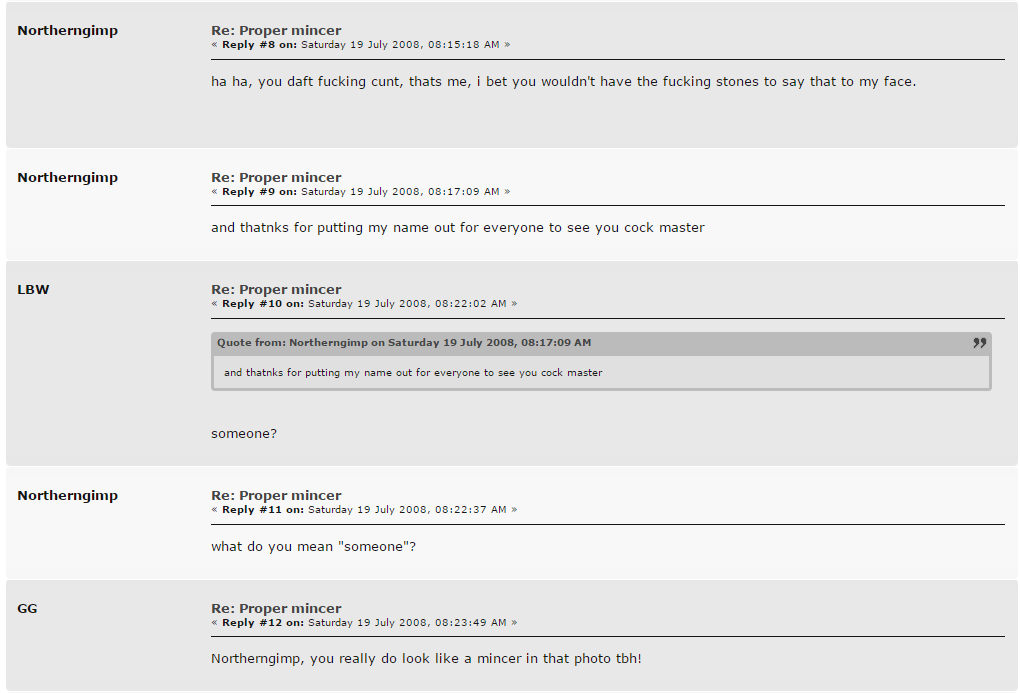 Northerngimp
Re: Proper mincer
« Reply #8 on: Saturday 19 July 2008, 08:15:18 AM »
ha ha, you daft fucking cunt, thats me, i bet you wouldn't have the fucking stones to say that to my face.
Northerngimp
Re: Proper mincer
« Reply #9 on: Saturday 19 July 2008, 08:17:09 AM »
and thatnks for putting my name out for everyone to see you cock master
LBW
Re: Proper mincer
« Reply #10 on: Saturday 19 July 2008, 08:22:02 AM »
Quote from: Northerngimp on Saturday 19 July 2008, 08:17:09 AM
and thatnks for putting my name out for everyone to see you cock master
someone?
Northerngimp
Re: Proper mincer
« Reply #11 on: Saturday 19 July 2008, 08:22:37 AM »
what do you mean "someone"?
GG
Re: Proper mincer
« Reply #12 on: Saturday 19 July 2008, 08:23:49 AM »
Northerngimp, you really do look like a mincer in that photo tbh!